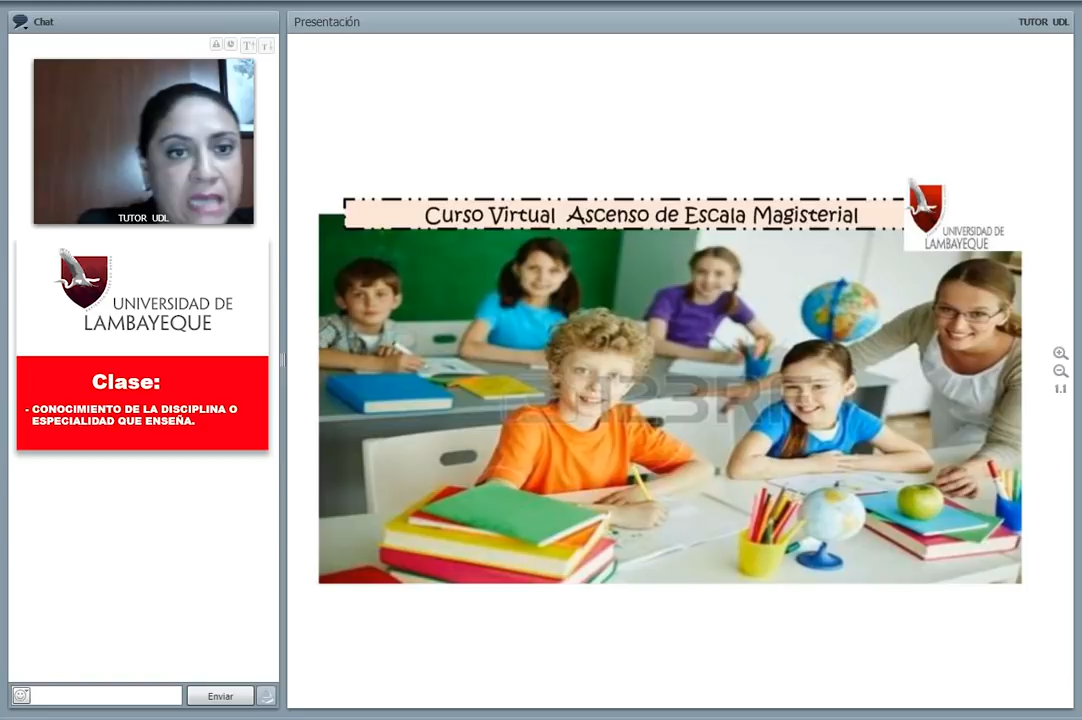 Chat
Presentación
TUTOR UDL
TUTOR UDL
UNIVERSIDAD DE
LAMBAYEQUE
Clase:
- CONOCIMIENTO DE LA DISCIPLINA O
ESPECIALIDAD QUE ENSEÑA.
Enviar
Curso Virtual Ascenso de Escala Magisterial
UNIVERSIDAD DE
LAMBAYEQUE
123RF
1:1